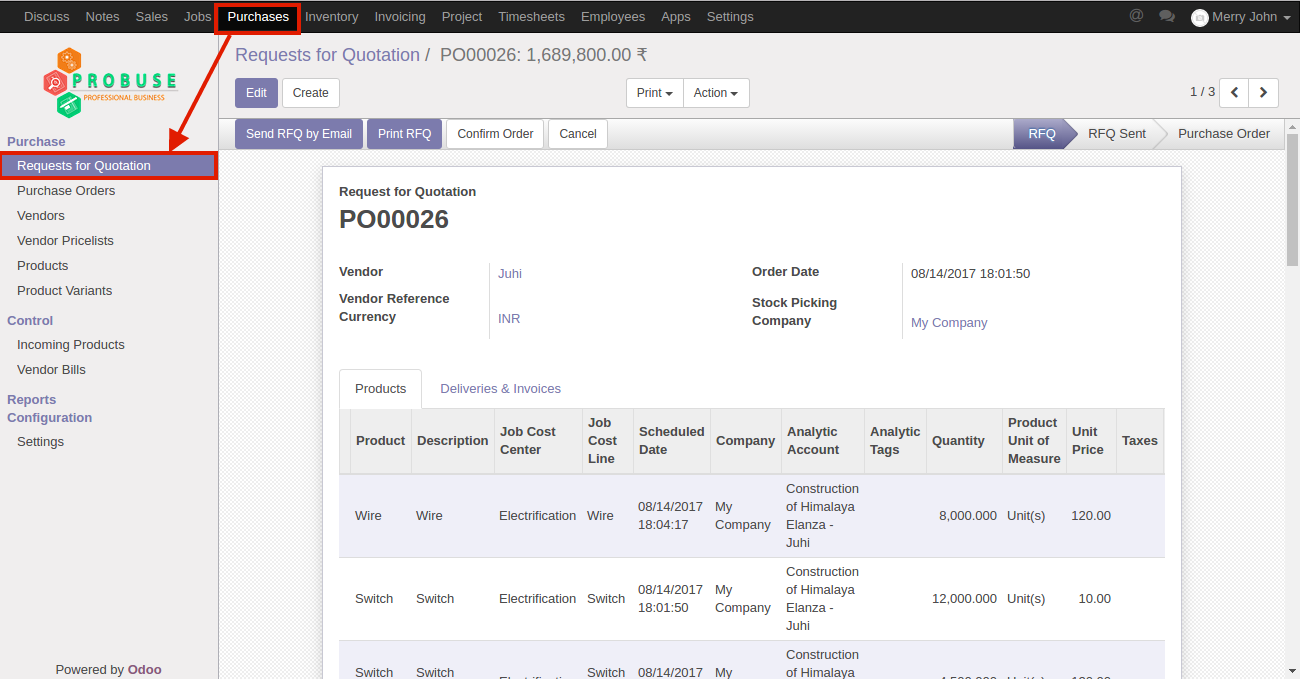 Discuss Notes Sales Jobs Purchases Inventory Invoicing Project Timesheets Employees Apps Settings @ Merry John
PROBUSE
PROFESSIONAL BUSINESS
Requests for Quotation / PO00026: 1,689,800.00 ₹
Edit Create Print Action 1 / 3
Send RFQ by Email Print RFQ Confirm Order Cancel RFQ RFQ Sent Purchase Order
Purchase
Requests for Quotation
Purchase Orders
Vendors
Vendor Pricelists
Products
Product Variants
Control
Incoming Products
Vendor Bills
Reports
Configuration
Settings
Powered by Odoo
Request for Quotation
PO00026
Vendor Juhi
Vendor Reference
Currency INR
Order Date 08/14/2017 18:01:50
Stock Picking
Company My Company
Products Deliveries & Invoices
Product Description Job Cost Center Job Cost Line Scheduled Date Company Analytic Account Analytic Tags Quantity Product Unit of Measure Unit Price Taxes
Wire Wire Electrification Wire 08/14/2017 18:04:17 My Company Construction of Himalaya Elanza - Juhi 8,000.000 Unit(s) 120.00
Switch Switch Electrification Switch 08/14/2017 18:01:50 My Company Construction of Himalaya Elanza - Juhi 12,000.000 Unit(s) 10.00
Switch Switch Switch 08/14/2017 My Construction of Himalaya